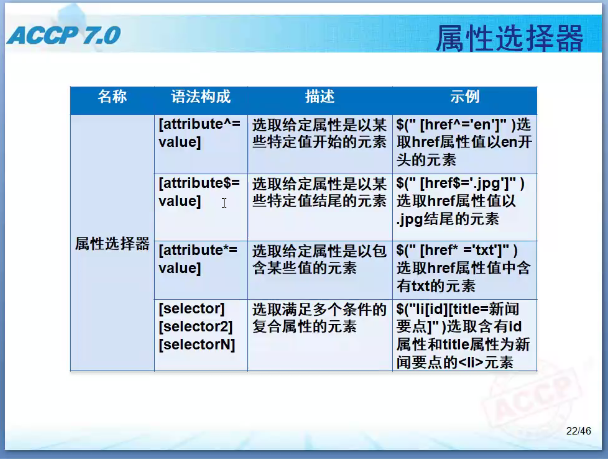 ACCP 7.0
属性选择器
名称
语法构成
描述
示例
属性选择器
[attribute^=
value]
选取给定属性是以某
些特定值开始的元素
$(" [href^='en']" )选
取href属性值以en开
头的元素
[attribute$=
value]
选取给定属性是以某
些特定值结尾的元素
$(" [href$='.jpg']" )
选取href属性值以
.jpg结尾的元素
[attribute*=
value]
选取给定属性是以包
含某些值的元素
$(" [href* ='txt']" )
选取href属性值中含
有txt的元素
[selector]
[selector2]
[selectorN]
选取满足多个条件的
复合属性的元素
$("li[id][title=新闻
要点]" )选取含有id
属性和title属性为新
闻要点的<li>元素
ACCP
22/46